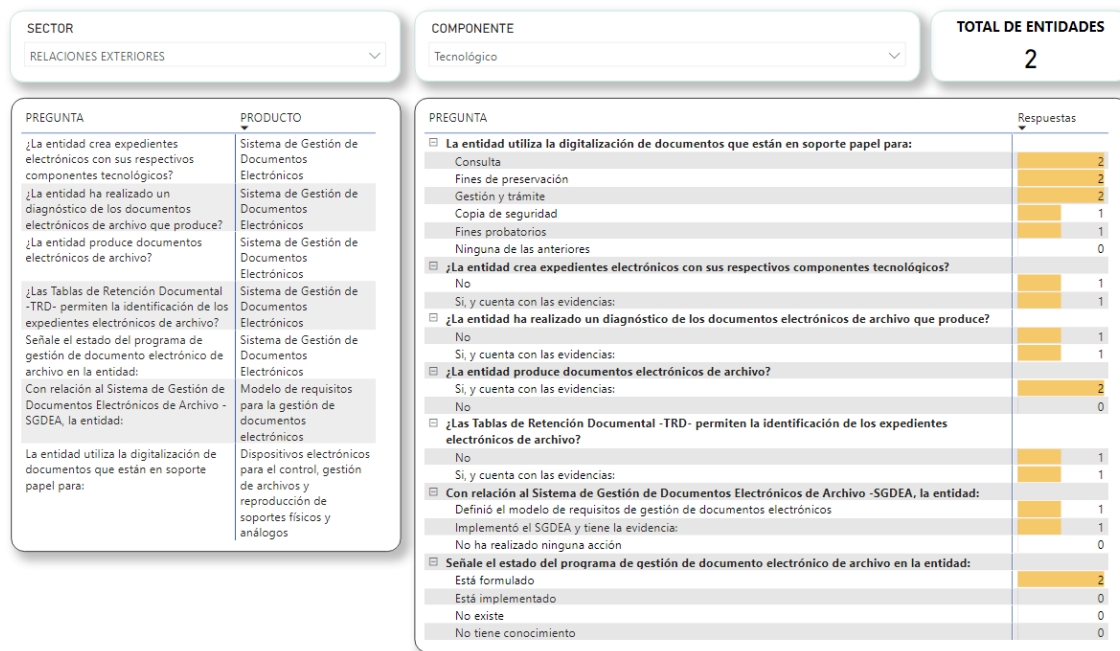 SECTOR
RELACIONES EXTERIORES
COMPONENTE
Tecnológico
TOTAL DE ENTIDADES
2
PREGUNTA PRODUCTO
¿La entidad crea expedientes
electrónicos con sus respectivos
componentes tecnológicos?
Sistema de Gestión de
Documentos
Electrónicos
¿La entidad ha realizado un
diagnóstico de los documentos
electrónicos de archivo que produce?
Sistema de Gestión de
Documentos
Electrónicos
¿La entidad produce documentos
electrónicos de archivo?
Sistema de Gestión de
Documentos
Electrónicos
¿Las Tablas de Retención Documental
-TRD- permiten la identificación de los
expedientes electrónicos de archivo?
Sistema de Gestión de
Documentos
Electrónicos
Señale el estado del programa de
gestión de documento electrónico de
archivo en la entidad:
Sistema de Gestión de
Documentos
Electrónicos
Con relación al Sistema de Gestión de
Documentos Electrónicos de Archivo -
SGDEA, la entidad:
Modelo de requisitos
para la gestión de
documentos
electrónicos
La entidad utiliza la digitalización de
documentos que están en soporte
papel para:
Dispositivos electrónicos
para el control, gestión
de archivos y
reproducción de
soportes físicos y
análogos
PREGUNTA Respuestas
La entidad utiliza la digitalización de documentos que están en soporte papel para:
Consulta 2
Fines de preservación 2
Gestión y trámite 2
Copia de seguridad 1
Fines probatorios 1
Ninguna de las anteriores 0
¿La entidad crea expedientes electrónicos con sus respectivos componentes tecnológicos?
No 1
Si, y cuenta con las evidencias: 1
¿La entidad ha realizado un diagnóstico de los documentos electrónicos de archivo que produce?
No 1
Si, y cuenta con las evidencias: 1
¿La entidad produce documentos electrónicos de archivo?
Si, y cuenta con las evidencias: 2
No 0
¿Las Tablas de Retención Documental -TRD- permiten la identificación de los expedientes
electrónicos de archivo?
No 1
Si, y cuenta con las evidencias: 1
Con relación al Sistema de Gestión de Documentos Electrónicos de Archivo -SGDEA, la entidad:
Definió el modelo de requisitos de gestión de documentos electrónicos 1
Implementó el SGDEA y tiene la evidencia: 1
No ha realizado ninguna acción 0
Señale el estado del programa de gestión de documento electrónico de archivo en la entidad:
Está formulado 2
Está implementado 0
No existe 0
No tiene conocimiento 0